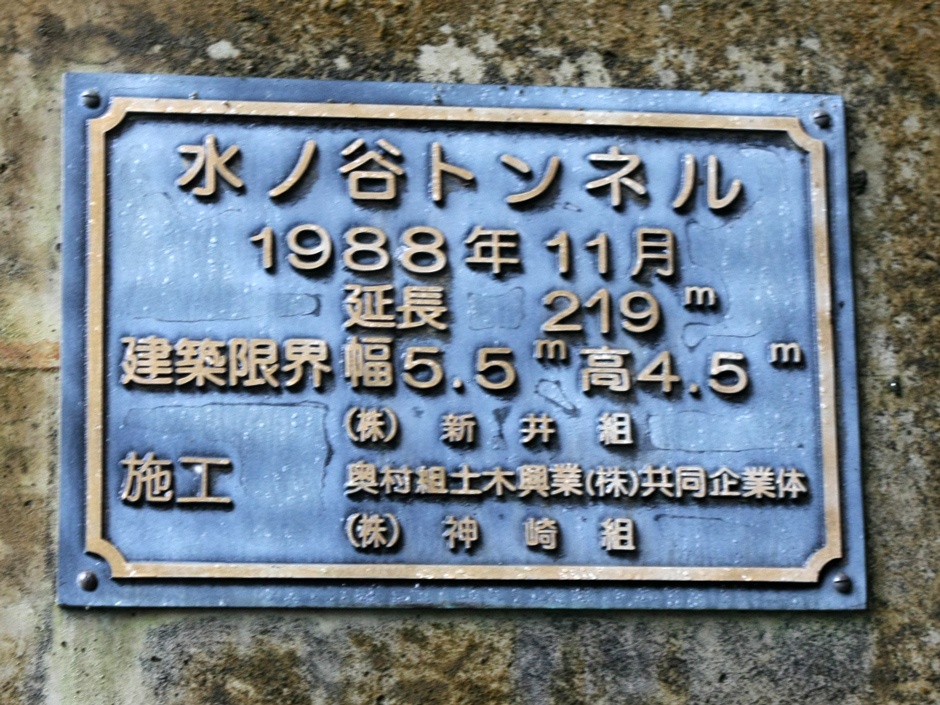 水ノ谷トンネル
1988年11月
延長 219m
建築限界 幅5.5m 高4.5m
(株) 新井組
施工 奥村組土木興業(株)共同企業体
(株) 神崎組